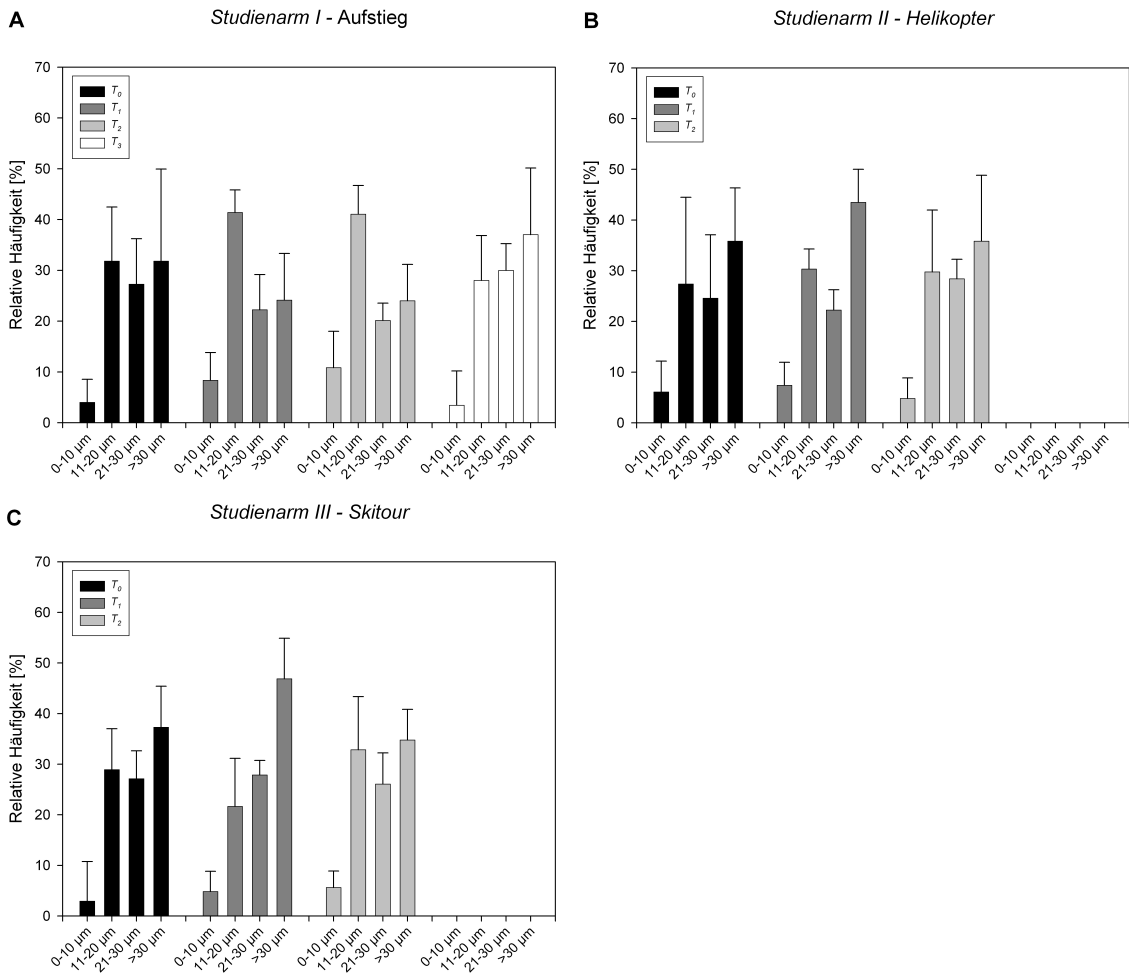 A
Studienarm I - Aufstieg
Relative Häufigkeit [%]
70
60
50
40
30
20
10
0
T0
T1
T2
T3
0-10 µm
11-20 µm
21-30 µm
>30 µm
0-10 µm
11-20 µm
21-30 µm
>30 µm
0-10 µm
11-20 µm
21-30 µm
>30 µm
0-10 µm
11-20 µm
21-30 µm
>30 µm
B
Studienarm II - Helikopter
Relative Häufigkeit [%]
70
60
50
40
30
20
10
0
T0
T1
T2
0-10 µm
11-20 µm
21-30 µm
>30 µm
0-10 µm
11-20 µm
21-30 µm
>30 µm
0-10 µm
11-20 µm
21-30 µm
>30 µm
0-10 µm
11-20 µm
21-30 µm
>30 µm
C
Studienarm III - Skitour
Relative Häufigkeit [%]
70
60
50
40
30
20
10
0
T0
T1
T2
0-10 µm
11-20 µm
21-30 µm
>30 µm
0-10 µm
11-20 µm
21-30 µm
>30 µm
0-10 µm
11-20 µm
21-30 µm
>30 µm
0-10 µm
11-20 µm
21-30 µm
>30 µm